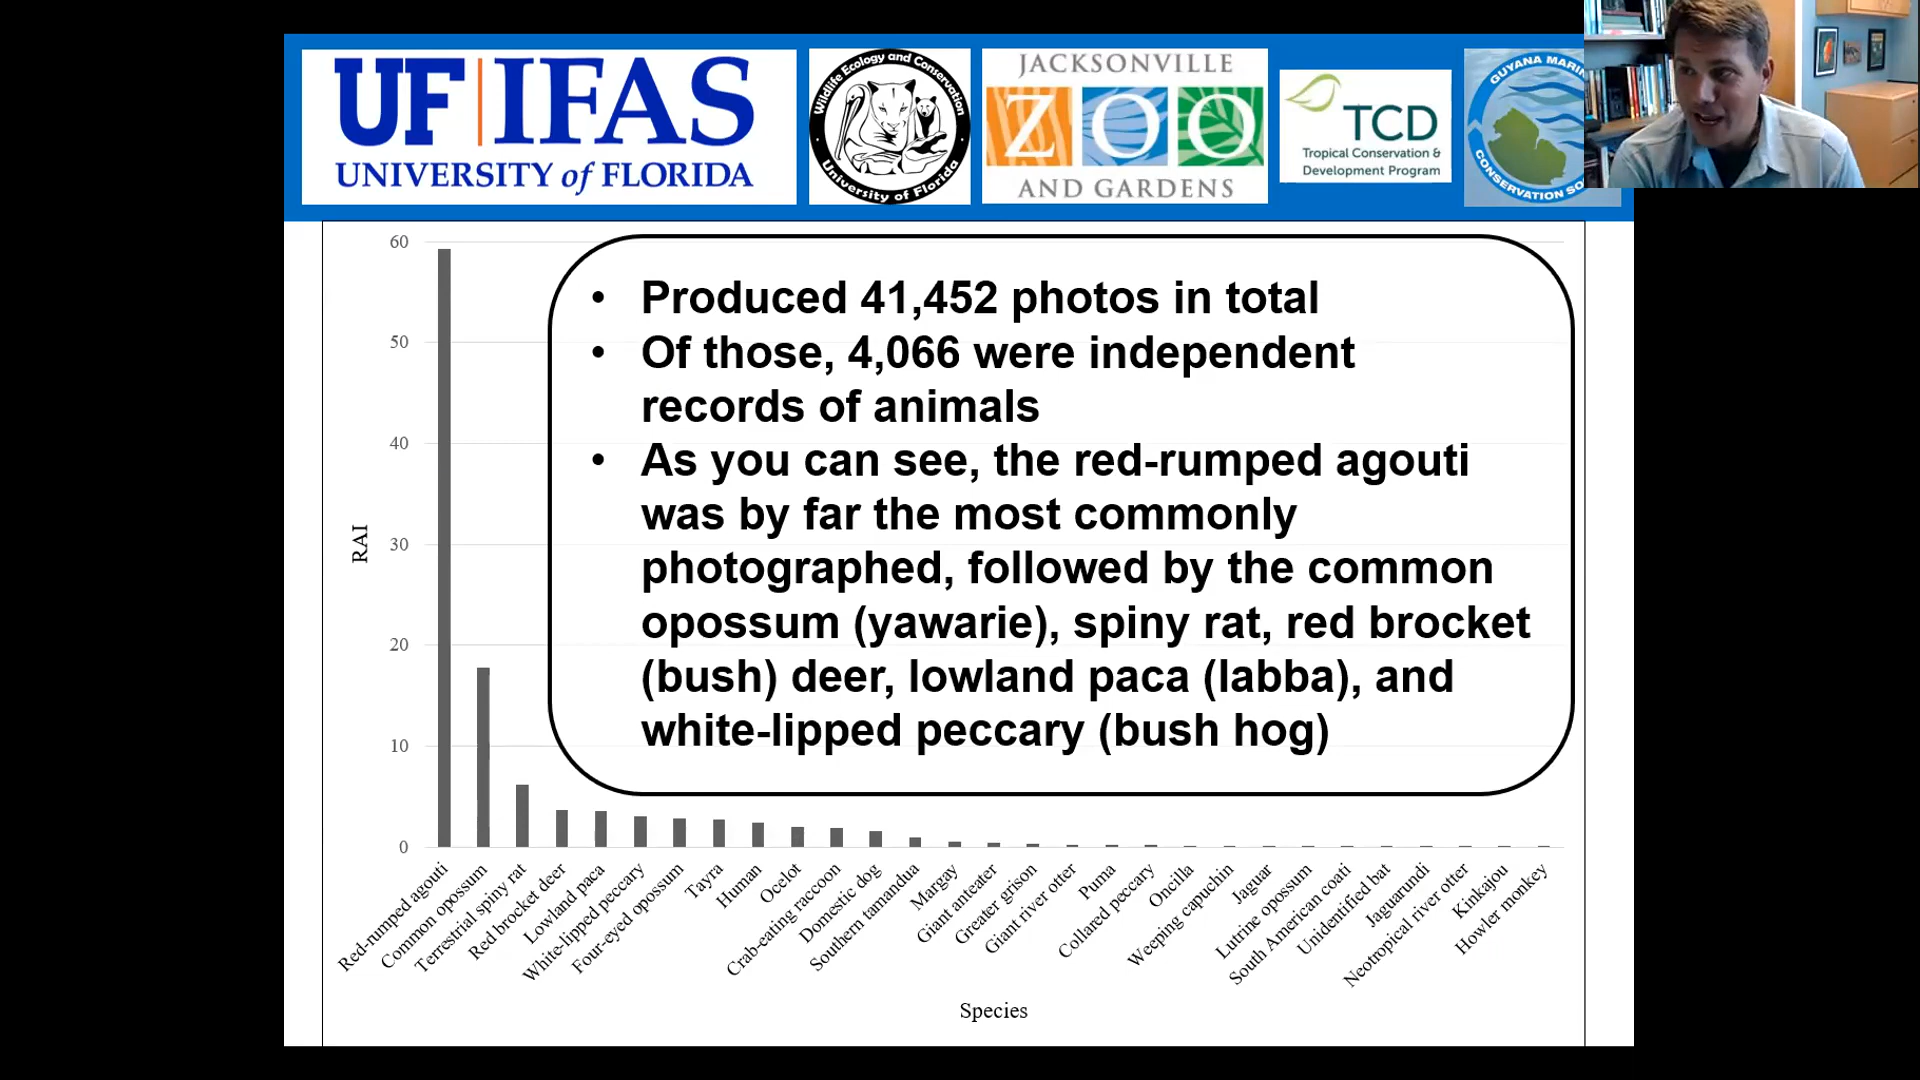 UF|IFAS
UNIVERSITY of FLORIDA
Wildlife Ecology and Conservation
University of Florida
JACKSONVILLE
ZOO
AND GARDENS
TCD
Tropical Conservation &
Development Program
GUYANA
CONSERVATION
• Produced 41,452 photos in total
• Of those, 4,066 were independent
records of animals
• As you can see, the red-rumped agouti
was by far the most commonly
photographed, followed by the common
opossum (yawarie), spiny rat, red brocket
(bush) deer, lowland paca (labba), and
white-lipped peccary (bush hog)
RAI
60
50
40
30
20
10
0
Red-rumped agouti
Common opossum
Terrestrial spiny rat
Red brocket deer
Lowland paca
White-lipped peccary
Four-eyed opossum
Tayra
Human
Ocelot
Crab-eating raccoon
Domestic dog
Southern tamandua
Margay
Giant anteater
Greater grison
Giant river otter
Puma
Collared peccary
Oncilla
Weeping capuchin
Jaguar
Lutrine opossum
South American coati
Unidentified bat
Jaguarundi
Neotropical river otter
Kinkajou
Howler monkey
Species